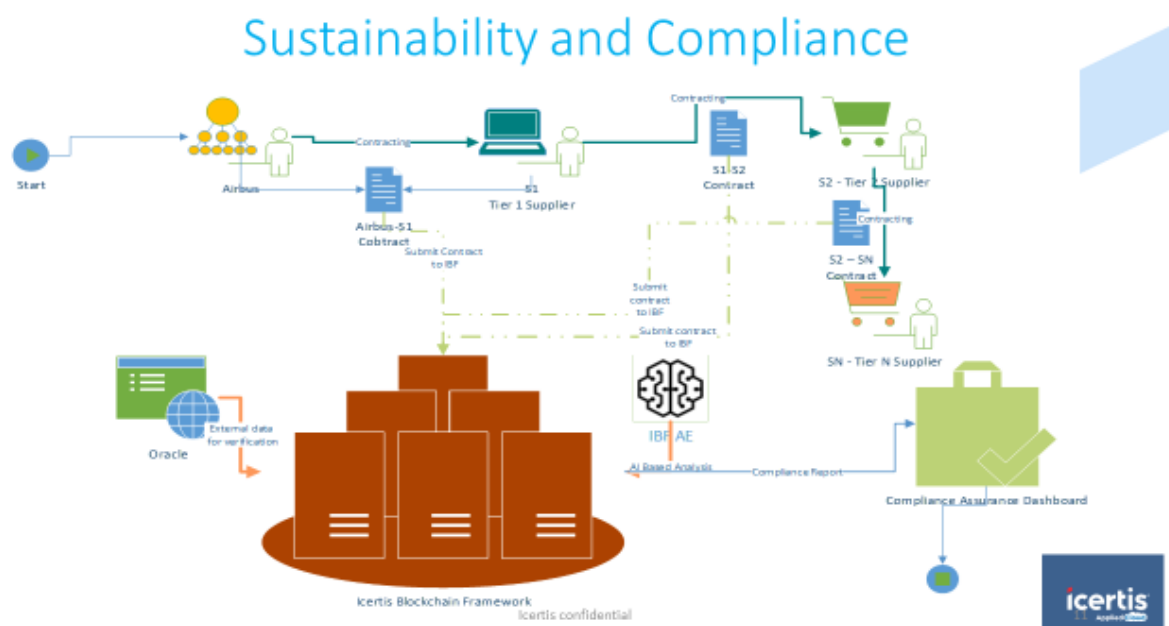 Sustainability and Compliance
Contracting
Start
Airbus
Contracting
S1
Tier 1 Supplier
S1-S2
Contract
S2 - Tier 2 Supplier
Airbus-S1
Cobtract
Submit Contract
to IBF
Contracting
S2 – SN
Contract
Submit
contract
to IBF
Submit contract
to IBF
SN - Tier N Supplier
External data
for verification
Oracle
IBF AE
AI Based Analysis
Compliance Report
Compliance Assurance Dashboard
Icertis Blockchain Framework
Icertis confidential
11
icertis
Applied Cloud